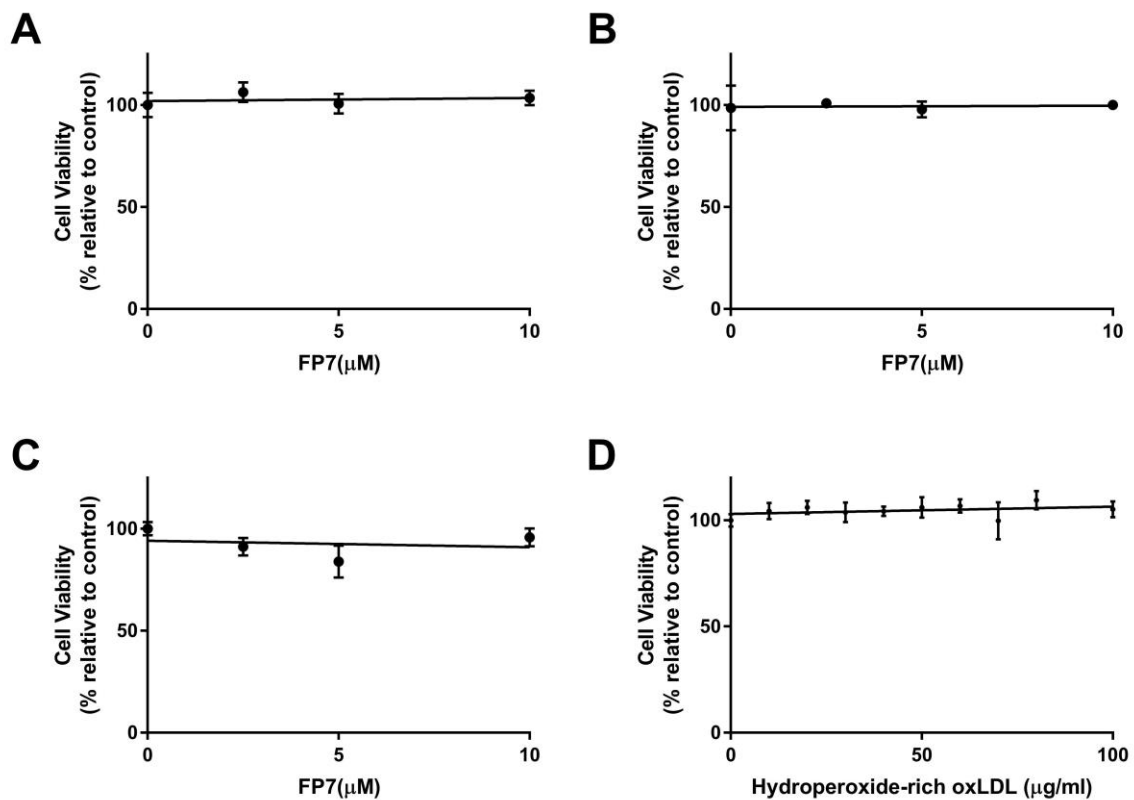 A
Cell Viability
(% relative to control)
100
50
0
0
5
10
FP7(μM)
B
Cell Viability
(% relative to control)
100
50
0
0
5
10
FP7(μM)
C
Cell Viability
(% relative to control)
100
50
0
0
5
10
FP7(μM)
D
Cell Viability
(% relative to control)
100
50
0
0
50
100
Hydroperoxide-rich oxLDL (μg/ml)